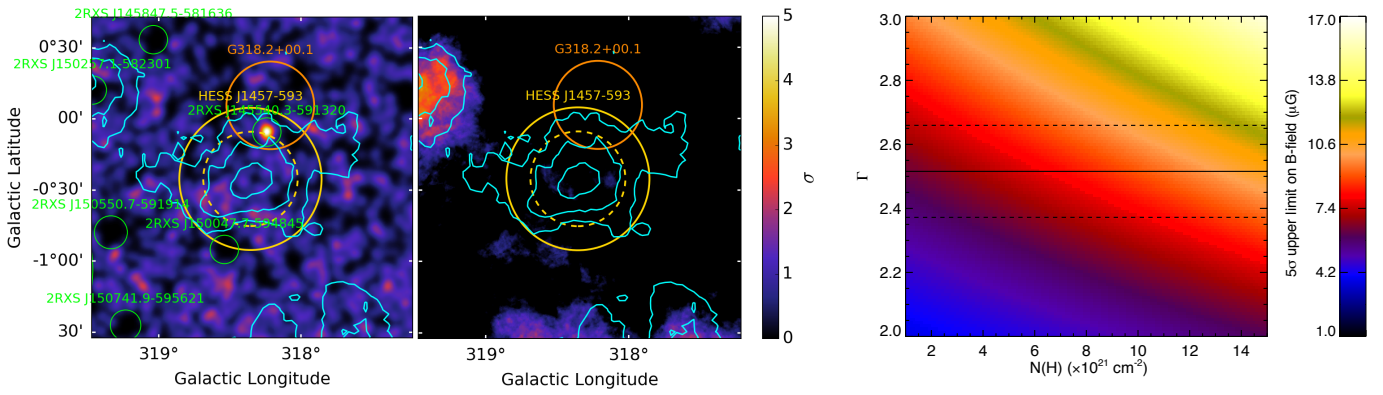 2RXS J145847.5-581636
0°30'
00'
-0°30'
-1°00'
30'
Galactic Latitude
G318.2+00.1
2RXS J150257.1-582301
HESS J1457-593
2RXS J145540.3-591320
2RXS J150047.7-594845
2RXS J150741.9-595621
319°
318°
Galactic Longitude
G318.2+00.1
HESS J1457-593
319°
318°
Galactic Longitude
5
4
3
2
1
0
σ
3.0
2.8
2.6
2.4
2.2
2.0
Γ
2
4
6
8
10
12
14
N(H) (×10²¹ cm⁻²)
17.0
13.8
10.6
7.4
4.2
1.0
5σ upper limit on B-field (μG)